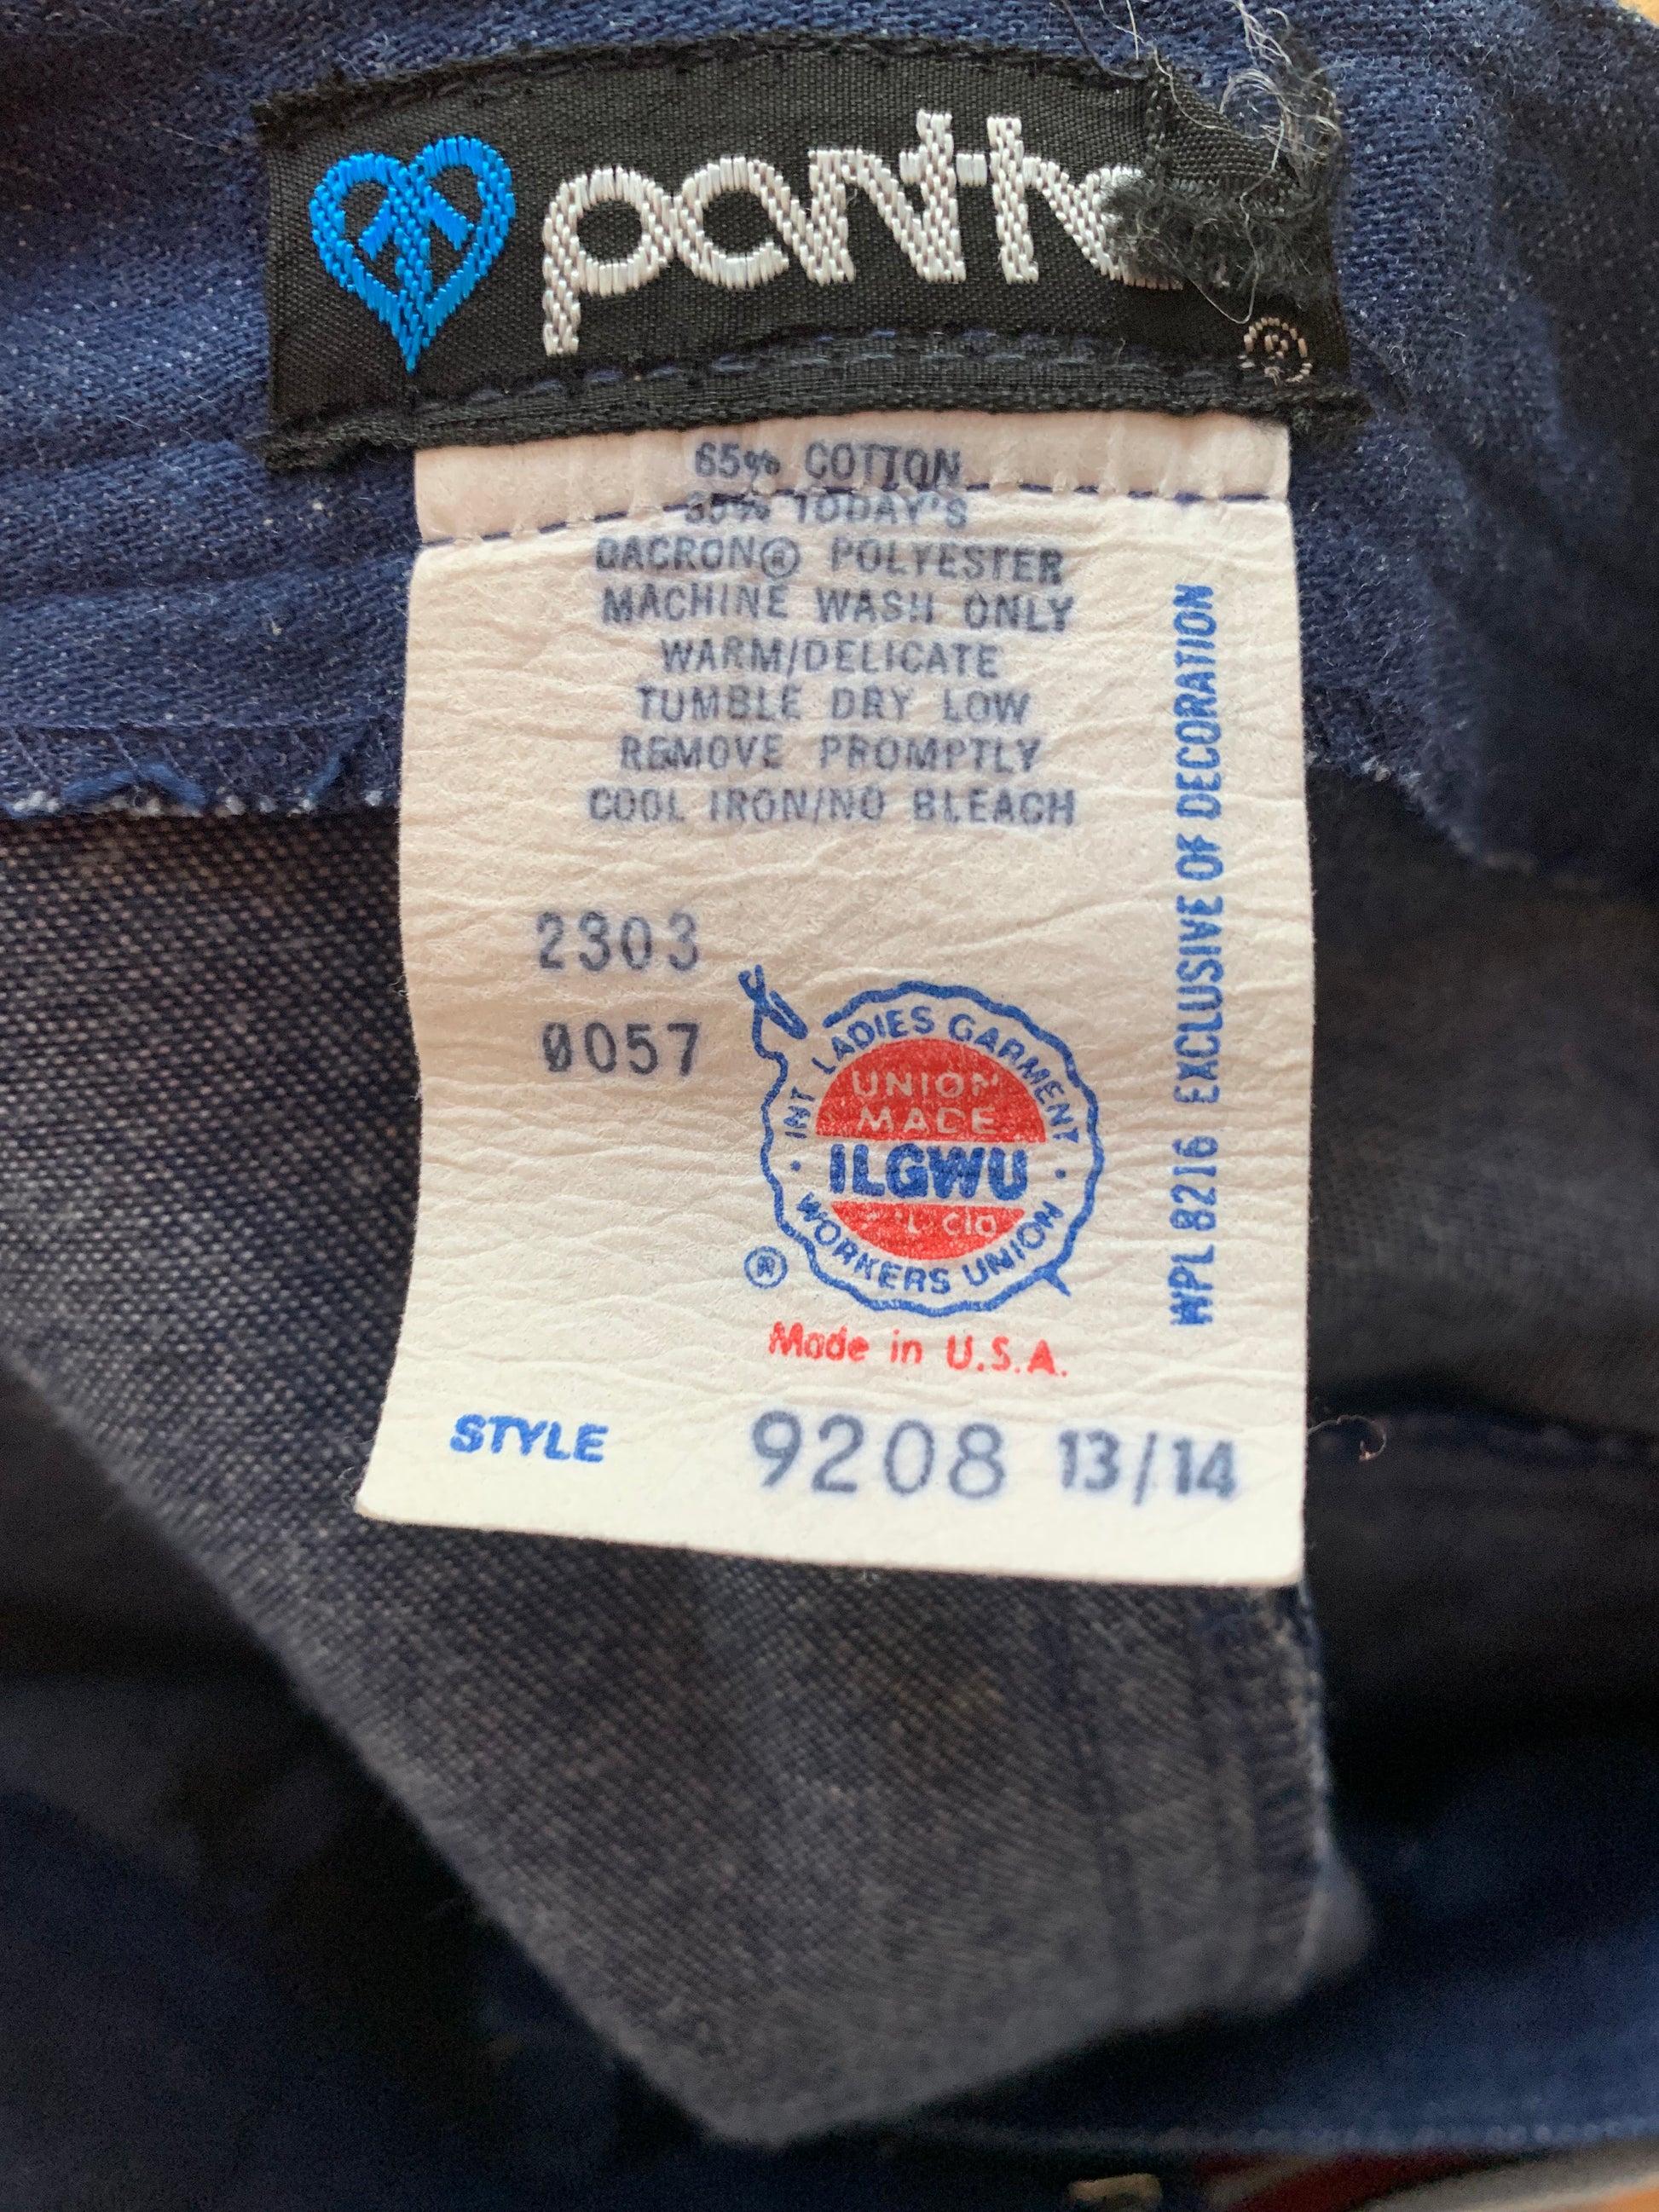 65% COTTON
35% TODAY'S
DACRON® POLYESTER
MACHINE WASH ONLY
WARM/DELICATE
TUMBLE DRY LOW
REMOVE PROMPTLY
COOL IRON/NO BLEACH
2303
0057
INT LADIES GARMENT
UNION
MADE
ILGWU
WORKERS UNION
®
Made in U.S.A.
STYLE 9208 13/14
WPL 8216 EXCLUSIVE OF DECORATION